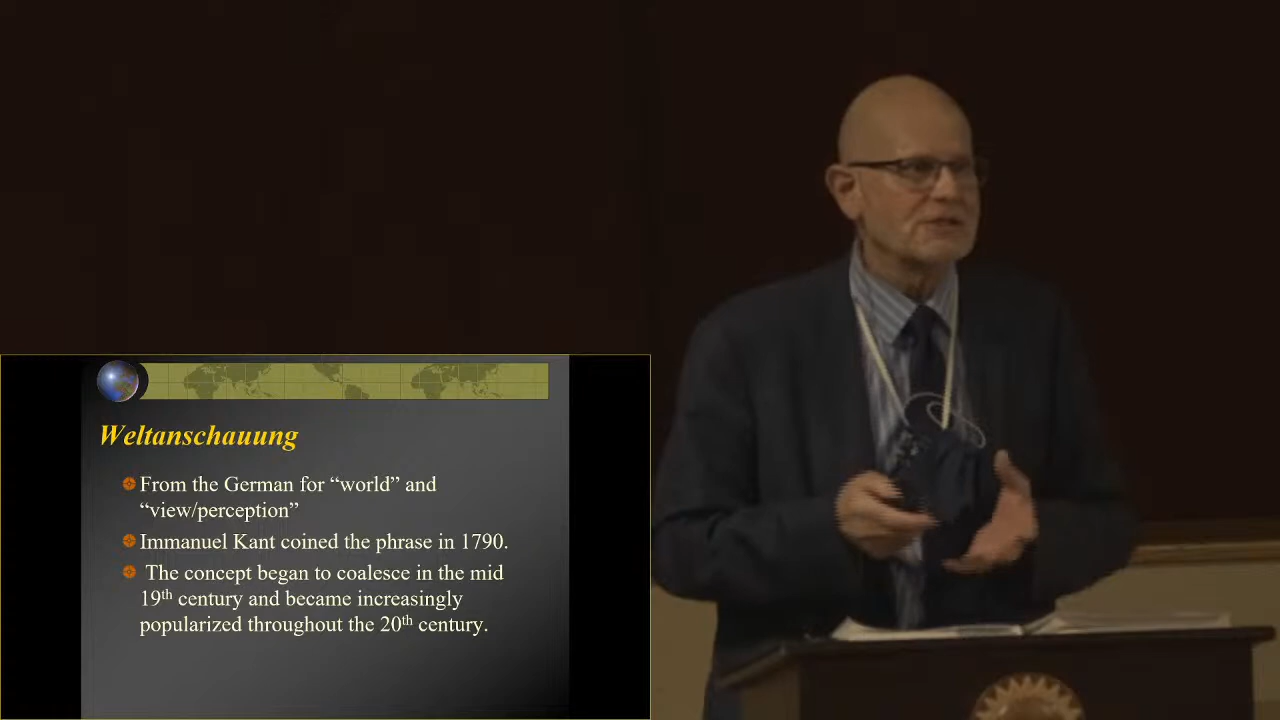 Weltanschauung
From the German for “world” and
“view/perception”
Immanuel Kant coined the phrase in 1790.
The concept began to coalesce in the mid
19th century and became increasingly
popularized throughout the 20th century.